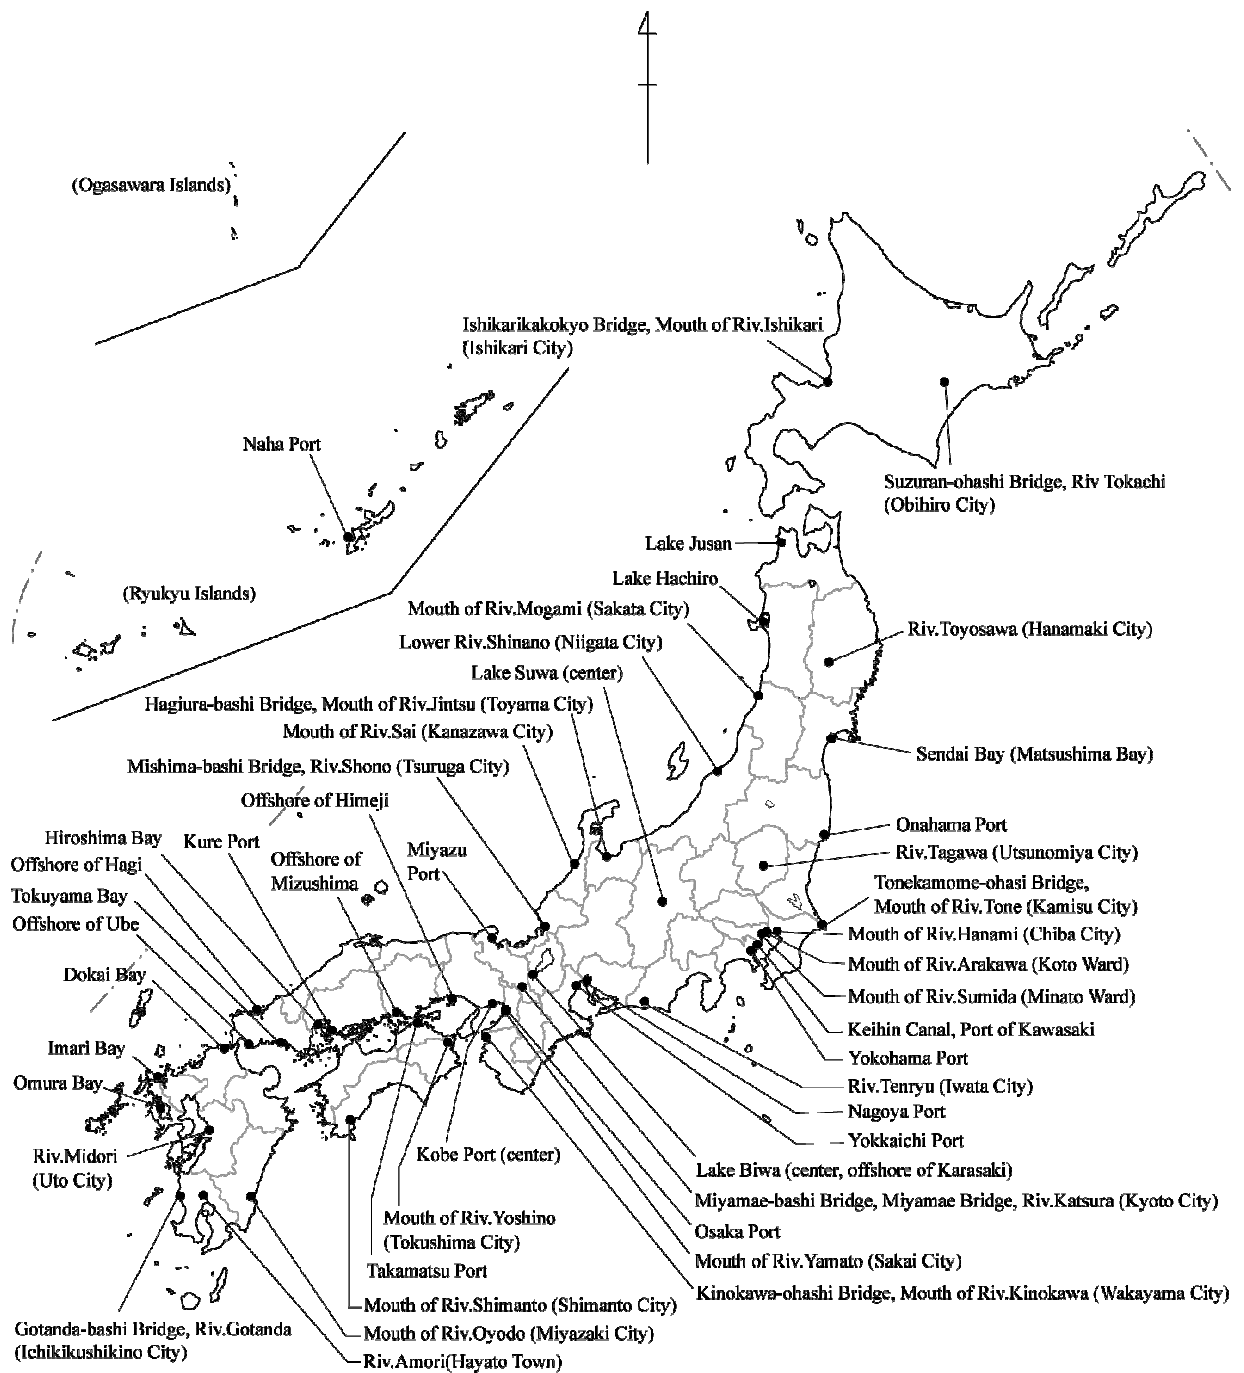 (Ogasawara Islands)
Ishikarikakokyo Bridge, Mouth of Riv.Ishikari
(Ishikari City)
Naha Port
Suzuran-ohashi Bridge, Riv Tokachi
(Obihiro City)
Lake Jusan
Lake Hachiro
(Ryukyu Islands)
Mouth of Riv.Mogami (Sakata City)
Riv.Toyosawa (Hanamaki City)
Lower Riv.Shinano (Niigata City)
Lake Suwa (center)
Hagiura-bashi Bridge, Mouth of Riv.Jintsu (Toyama City)
Mouth of Riv.Sai (Kanazawa City)
Sendai Bay (Matsushima Bay)
Mishima-bashi Bridge, Riv.Shono (Tsuruga City)
Offshore of Himeji
Onahama Port
Hiroshima Bay
Kure Port
Miyazu
Port
Riv.Tagawa (Utsunomiya City)
Offshore of Hagi
Offshore of
Mizushima
Tonekamome-ohasi Bridge,
Mouth of Riv.Tone (Kamisu City)
Tokuyama Bay
Offshore of Ube
Mouth of Riv.Hanami (Chiba City)
Mouth of Riv.Arakawa (Koto Ward)
Dokai Bay
Mouth of Riv.Sumida (Minato Ward)
Keihin Canal, Port of Kawasaki
Imari Bay
Yokohama Port
Omura Bay
Riv.Tenryu (Iwata City)
Nagoya Port
Yokkaichi Port
Riv.Midori
(Uto City)
Kobe Port (center)
Lake Biwa (center, offshore of Karasaki)
Miyamae-bashi Bridge, Miyamae Bridge, Riv.Katsura (Kyoto City)
Mouth of Riv.Yoshino
(Tokushima City)
Osaka Port
Mouth of Riv.Yamato (Sakai City)
Takamatsu Port
Kinokawa-ohashi Bridge, Mouth of Riv.Kinokawa (Wakayama City)
Mouth of Riv.Shimanto (Shimanto City)
Gotanda-bashi Bridge, Riv.Gotanda
(Ichikikushikino City)
Mouth of Riv.Oyodo (Miyazaki City)
Riv.Amori(Hayato Town)